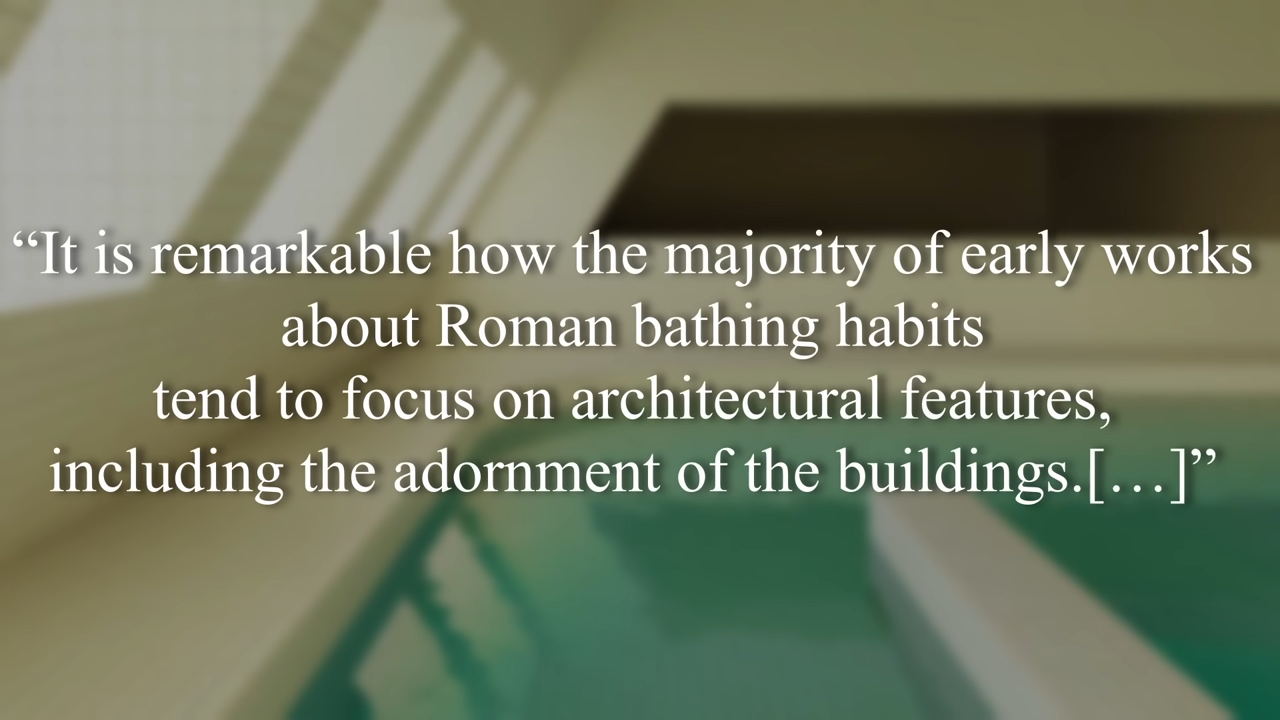 “It is remarkable how the majority of early works
about Roman bathing habits
tend to focus on architectural features,
including the adornment of the buildings.[…]”